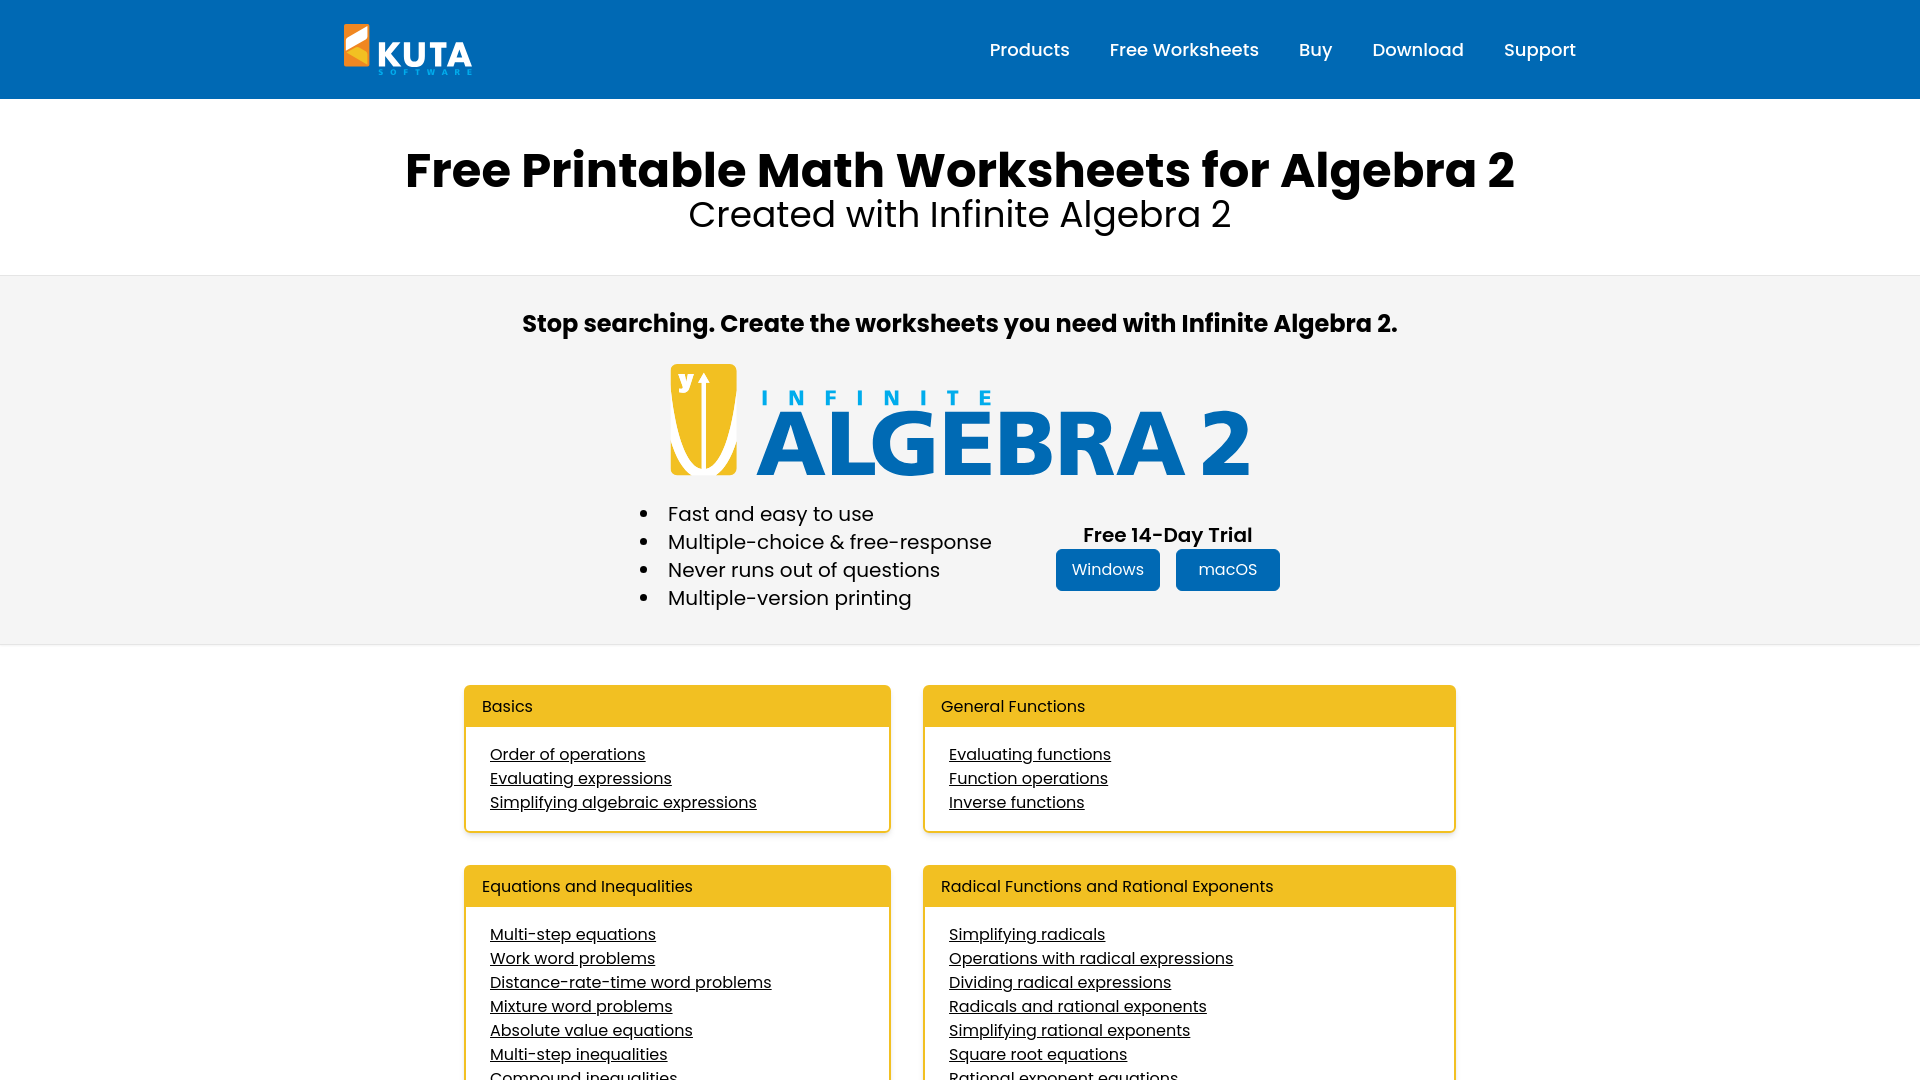 KUTA
SOFTWARE
Products
Free Worksheets
Buy
Download
Support
Free Printable Math Worksheets for Algebra 2
Created with Infinite Algebra 2
Stop searching. Create the worksheets you need with Infinite Algebra 2.
y
INFINITE
ALGEBRA 2
Fast and easy to use
Multiple-choice & free-response
Never runs out of questions
Multiple-version printing
Free 14-Day Trial
Windows
macOS
Basics
Order of operations
Evaluating expressions
Simplifying algebraic expressions
General Functions
Evaluating functions
Function operations
Inverse functions
Equations and Inequalities
Multi-step equations
Work word problems
Distance-rate-time word problems
Mixture word problems
Absolute value equations
Multi-step inequalities
Compound inequalities
Radical Functions and Rational Exponents
Simplifying radicals
Operations with radical expressions
Dividing radical expressions
Radicals and rational exponents
Simplifying rational exponents
Square root equations
Rational exponent equations